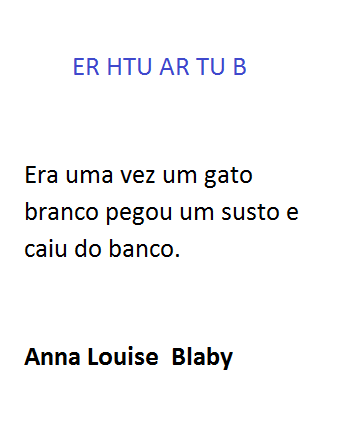 ER HTU AR TU B
Era uma vez um gato
branco pegou um susto e
caiu do banco.
Anna Louise  Blaby